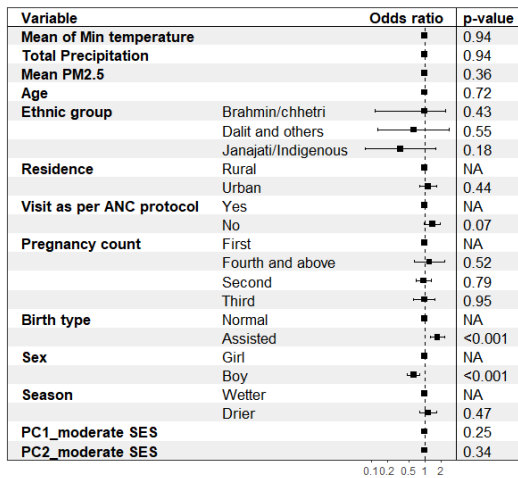 Variable Odds ratio p-value
Mean of Min temperature 0.94
Total Precipitation 0.94
Mean PM2.5 0.36
Age 0.72
Ethnic group Brahmin/chhetri 0.43
Dalit and others 0.55
Janajati/Indigenous 0.18
Residence Rural NA
Urban 0.44
Visit as per ANC protocol Yes NA
No 0.07
Pregnancy count First NA
Fourth and above 0.52
Second 0.79
Third 0.95
Birth type Normal NA
Assisted <0.001
Sex Girl NA
Boy <0.001
Season Wetter NA
Drier 0.47
PC1_moderate SES 0.25
PC2_moderate SES 0.34
0.1 0.2 0.5 1 2